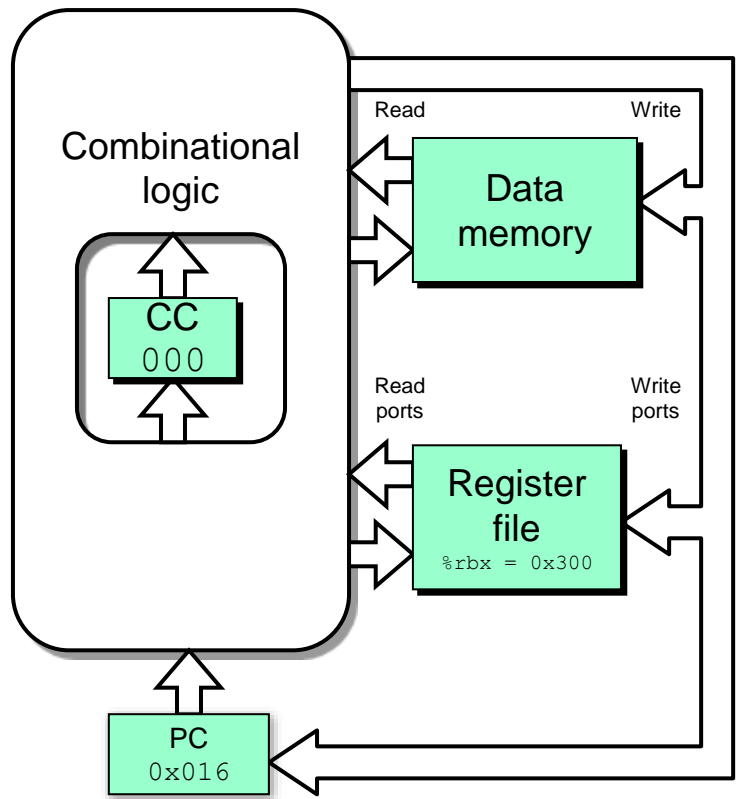 Combinational
logic
CC
000
Read
Write
Data
memory
Read
ports
Write
ports
Register
file
%rbx = 0x300
PC
0x016